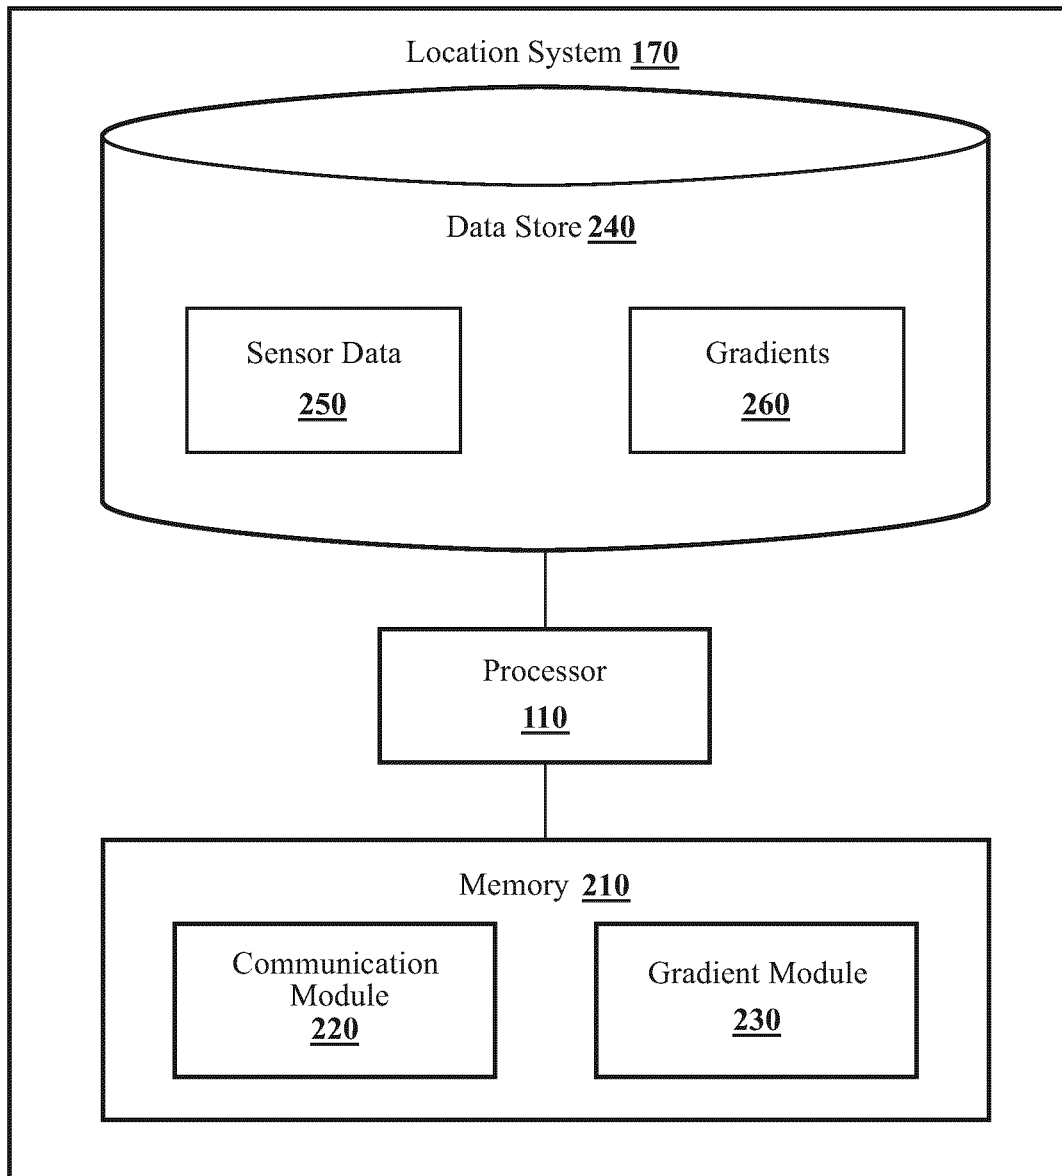 Location System 170
Data Store 240
Sensor Data
250
Gradients
260
Processor
110
Memory 210
Communication
Module
220
Gradient Module
230